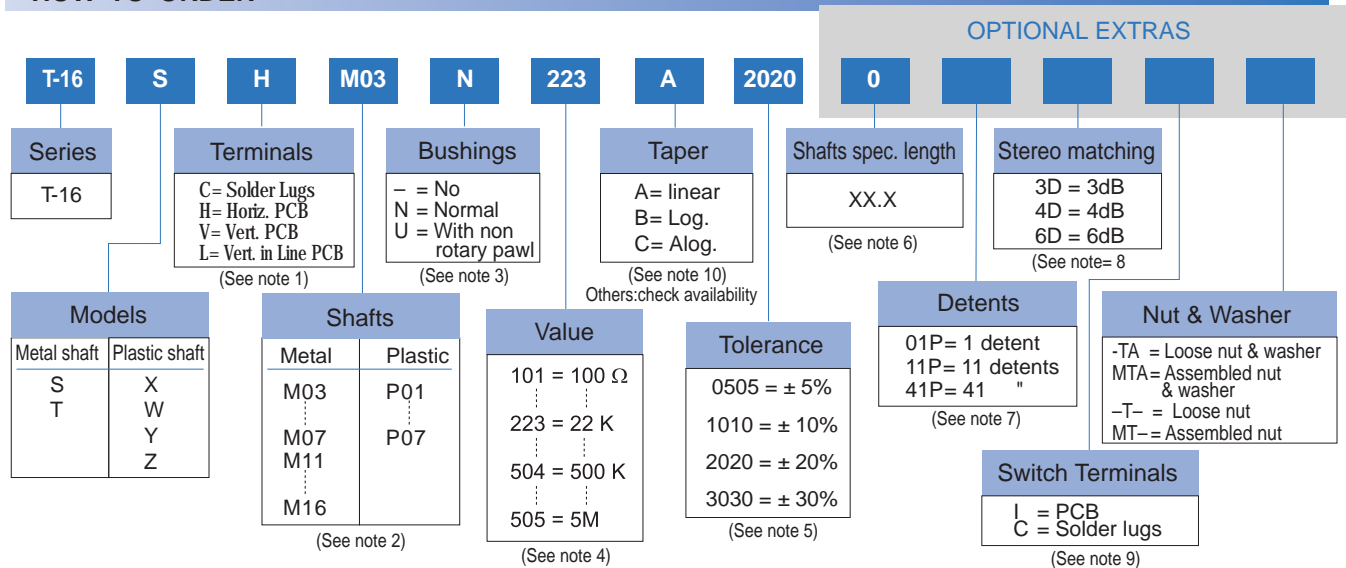 HOW TO ORDER
OPTIONAL EXTRAS
T-16 S H M03 N 223 A 2020 0
Series
T-16
Terminals
C= Solder Lugs
H= Horiz. PCB
V= Vert. PCB
L= Vert. in Line PCB
(See note 1)
Bushings
– = No
N = Normal
U = With non
rotary pawl
(See note 3)
Taper
A= linear
B= Log.
C= Alog.
(See note 10)
Others:check availability
Shafts spec. length
XX.X
(See note 6)
Stereo matching
3D = 3dB
4D = 4dB
6D = 6dB
(See note= 8
Models
Metal shaft Plastic shaft
S X
T W
Y
Z
Shafts
Metal Plastic
M03 P01
M07 P07
M11
M16
(See note 2)
Value
101 = 100 Ω
223 = 22 K
504 = 500 K
505 = 5M
(See note 4)
Tolerance
0505 = ± 5%
1010 = ± 10%
2020 = ± 20%
3030 = ± 30%
(See note 5)
Detents
01P= 1 detent
11P= 11 detents
41P= 41 "
(See note 7)
Nut & Washer
-TA = Loose nut & washer
MTA= Assembled nut
& washer
–T– = Loose nut
MT– = Assembled nut
Switch Terminals
I = PCB
C = Solder lugs
(See note 9)